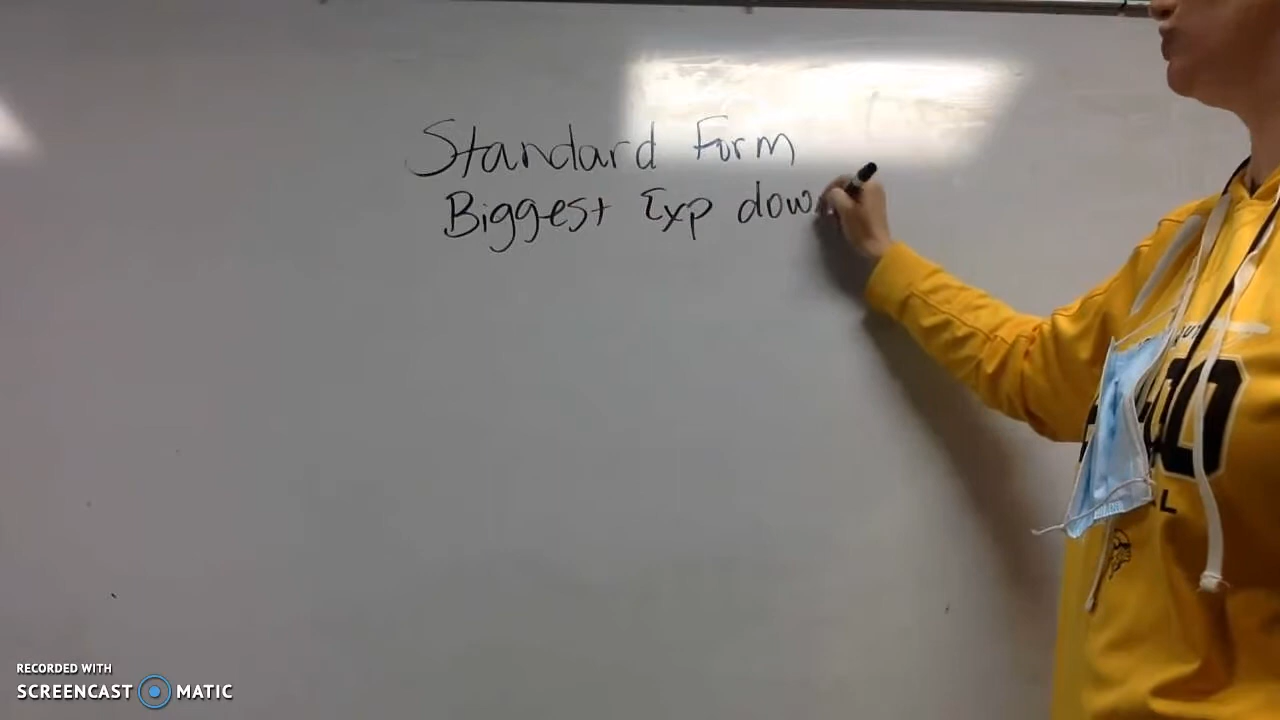 Standard Form
Biggest Exp dow
RECORDED WITH
SCREENCAST MATIC